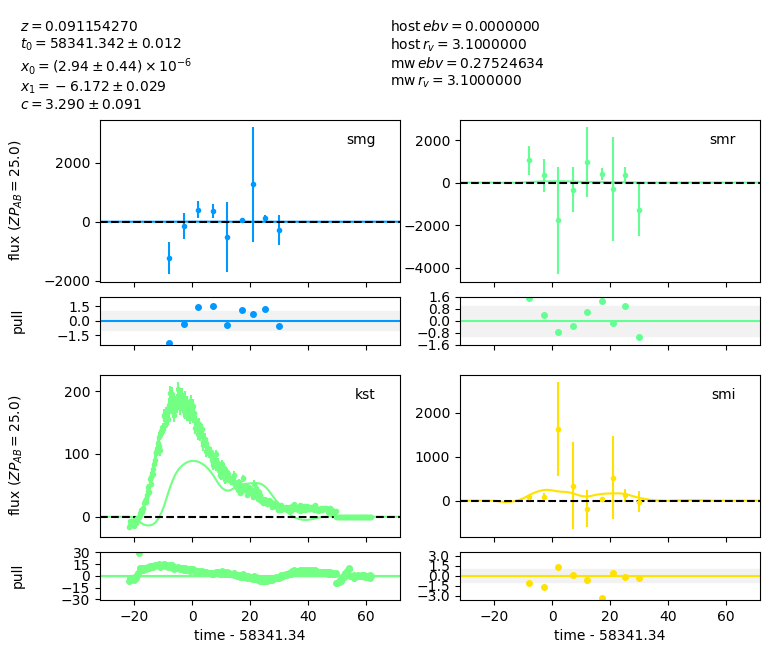 z = 0.091154270
t₀ = 58341.342 ± 0.012
x₀ = (2.94 ± 0.44) × 10⁻⁶
x₁ = −6.172 ± 0.029
c = 3.290 ± 0.091
host ebv = 0.0000000
host r_v = 3.1000000
mw ebv = 0.27524634
mw r_v = 3.1000000
flux (ZP_AB = 25.0)
2000
0
−2000
smg
2000
0
−2000
−4000
smr
pull
1.5
0.0
−1.5
1.6
0.8
0.0
−0.8
−1.6
flux (ZP_AB = 25.0)
200
100
0
kst
2000
1000
0
smi
pull
30
15
0
−15
−30
3.0
1.5
0.0
−1.5
−3.0
−20 0 20 40 60
−20 0 20 40 60
time - 58341.34
time - 58341.34